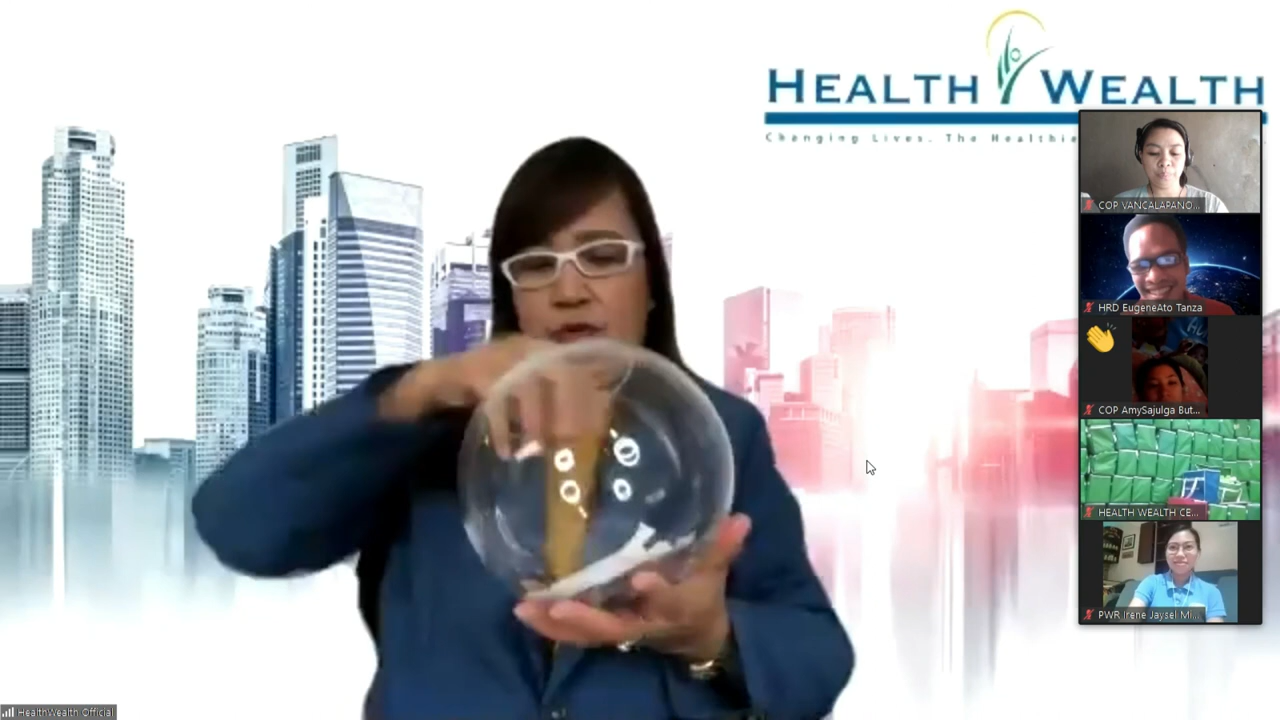 HEALTH WEALTH
Changing Lives. The Healthie
COP VANCALAPANO...
HRD EugeneAto Tanza
COP AmySajulga But...
HEALTH WEALTH CE...
PWR Irene Jaysel Mi...
HealthWealth Official